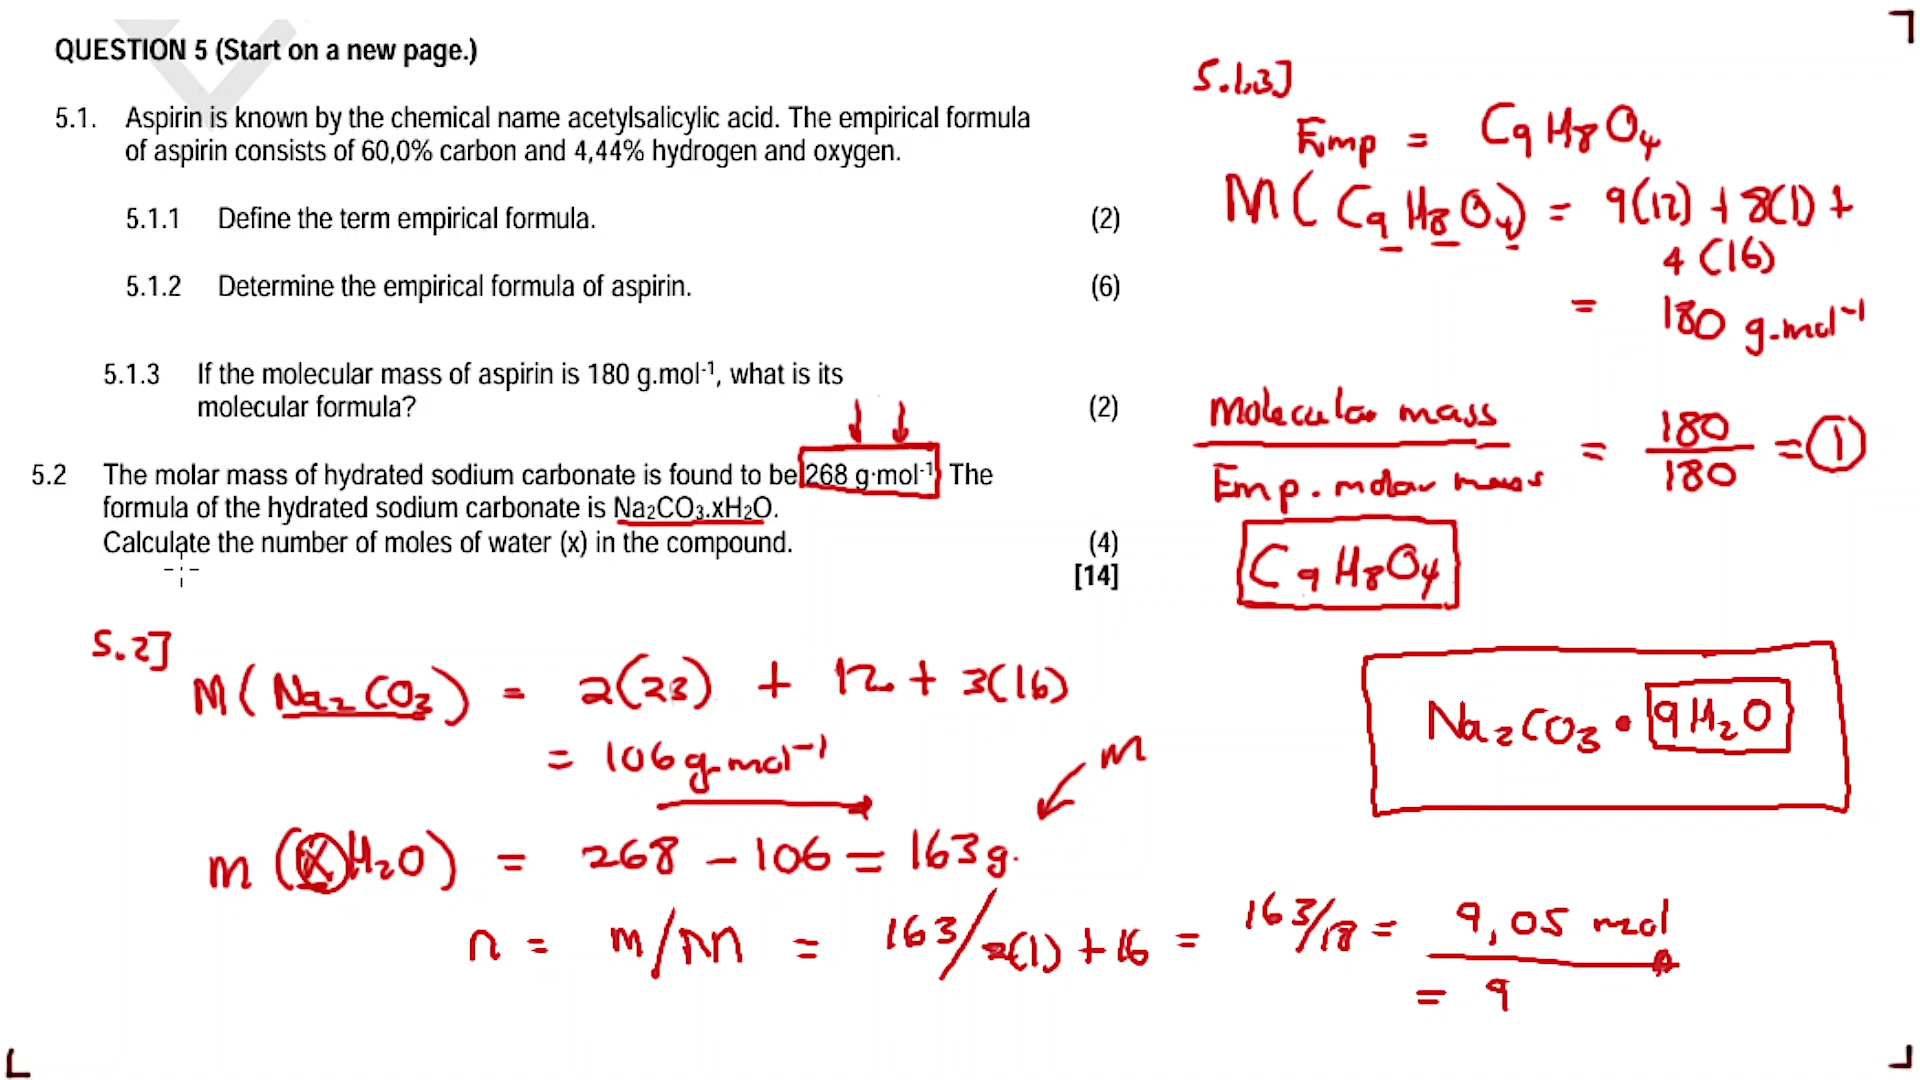 QUESTION 5 (Start on a new page.)
5.1. Aspirin is known by the chemical name acetylsalicylic acid. The empirical formula
of aspirin consists of 60,0% carbon and 4,44% hydrogen and oxygen.
5.1.1 Define the term empirical formula. (2)
5.1.2 Determine the empirical formula of aspirin. (6)
5.1.3 If the molecular mass of aspirin is 180 g.mol⁻¹, what is its
molecular formula? (2)
5.2 The molar mass of hydrated sodium carbonate is found to be 268 g·mol⁻¹. The
formula of the hydrated sodium carbonate is Na₂CO₃.xH₂O.
Calculate the number of moles of water (x) in the compound. (4)
[14]
5.1.3]
Emp = C₉H₈O₄
M(C₉H₈O₄) = 9(12) + 8(1) +
4(16)
= 180 g.mol⁻¹
Molecular mass / Emp. molar mass = 180/180 = 1
C₉H₈O₄
5.2]
M(Na₂CO₃) = 2(23) + 12 + 3(16)
= 106 g.mol⁻¹
m
m(xH₂O) = 268 - 106 = 163g.
n = m/M = 163/2(1) + 16 = 163/18 = 9,05 mol
= 9
Na₂CO₃ • 9H₂O